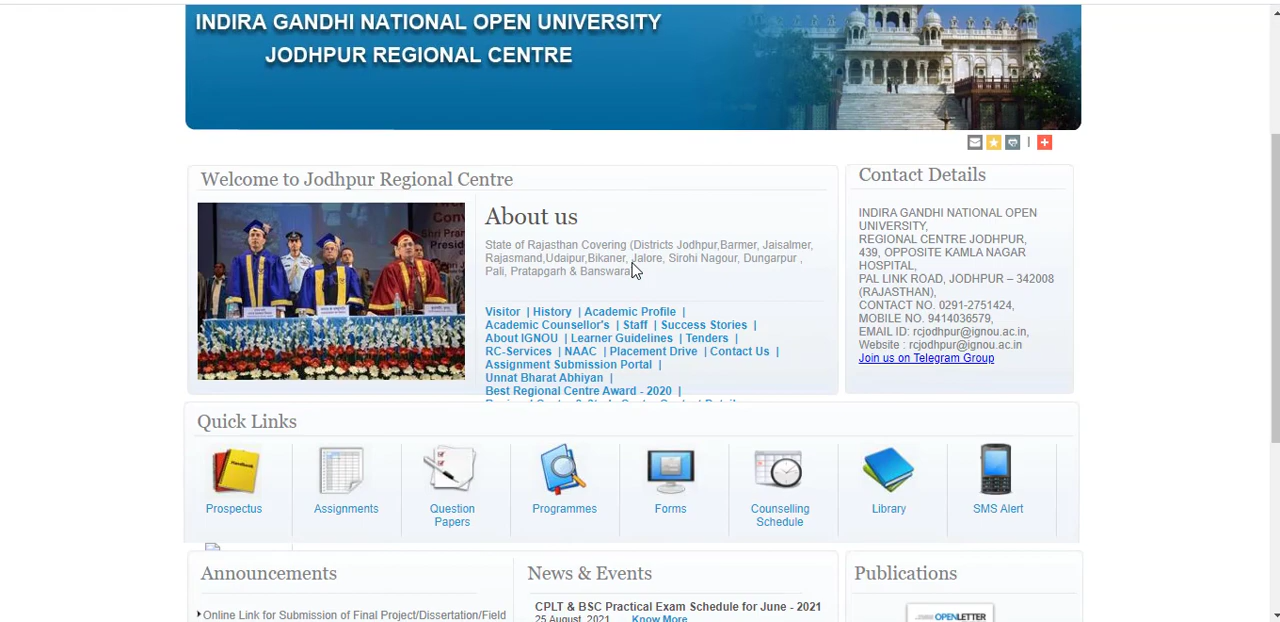 INDIRA GANDHI NATIONAL OPEN UNIVERSITY
JODHPUR REGIONAL CENTRE
Welcome to Jodhpur Regional Centre
About us
State of Rajasthan Covering (Districts Jodhpur,Barmer, Jaisalmer,
Rajasmand,Udaipur,Bikaner, Jalore, Sirohi Nagour, Dungarpur ,
Pali, Pratapgarh & Banswara
Visitor | History | Academic Profile |
Academic Counsellor's | Staff | Success Stories |
About IGNOU | Learner Guidelines | Tenders |
RC-Services | NAAC | Placement Drive | Contact Us |
Assignment Submission Portal |
Unnat Bharat Abhiyan |
Best Regional Centre Award - 2020 |
Contact Details
INDIRA GANDHI NATIONAL OPEN
UNIVERSITY,
REGIONAL CENTRE JODHPUR,
439, OPPOSITE KAMLA NAGAR
HOSPITAL,
PAL LINK ROAD, JODHPUR – 342008
(RAJASTHAN),
CONTACT NO. 0291-2751424,
MOBILE NO. 9414036579,
EMAIL ID: rcjodhpur@ignou.ac.in,
Website : rcjodhpur@ignou.ac.in
Join us on Telegram Group
Quick Links
Prospectus
Assignments
Question
Papers
Programmes
Forms
Counselling
Schedule
Library
SMS Alert
Announcements
Online Link for Submission of Final Project/Dissertation/Field
News & Events
CPLT & BSC Practical Exam Schedule for June - 2021
25 August, 2021 Know More
Publications
OPENLETTER